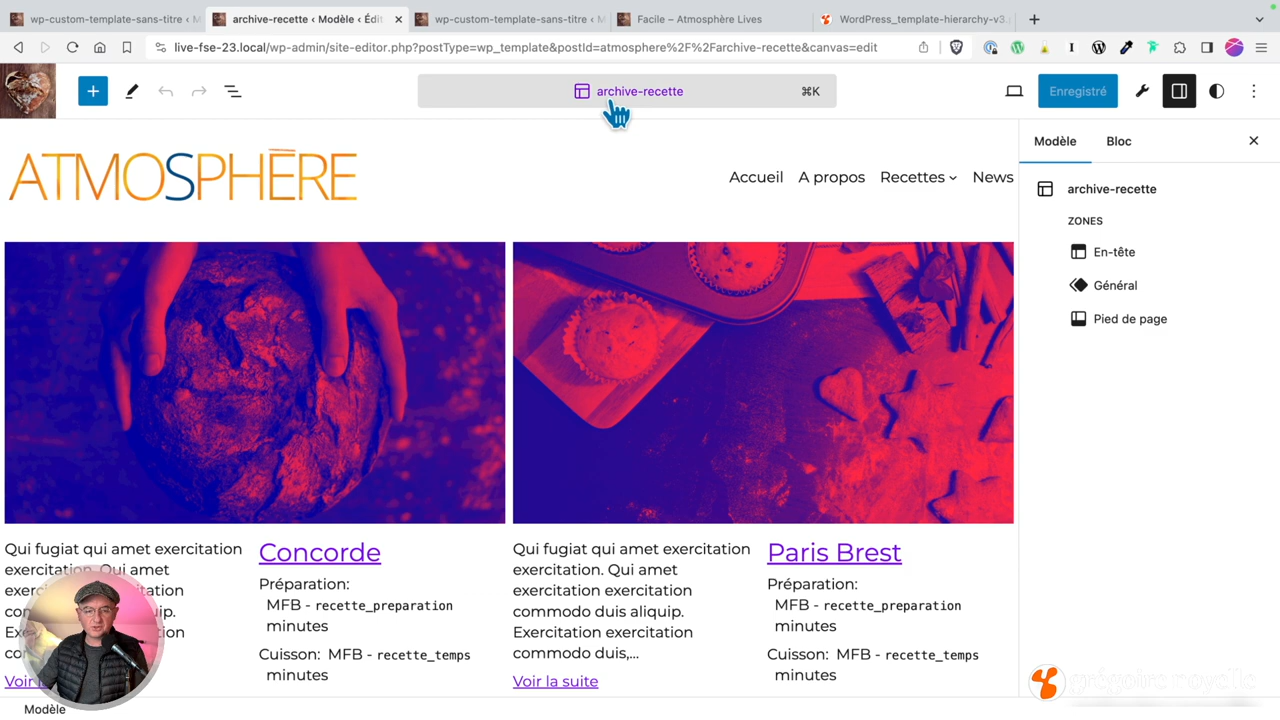 wp-custom-template-sans-titre ‹ M
archive-recette ‹ Modèle ‹ Édit
wp-custom-template-sans-titre ‹ M
Facile – Atmosphère Lives
WordPress_template-hierarchy-v3.
live-fse-23.local/wp-admin/site-editor.php?postType=wp_template&postId=atmosphere%2F%2Farchive-recette&canvas=edit
archive-recette
⌘K
Enregistré
ATMOSPHÈRE
Accueil
A propos
Recettes
News
Modèle
Bloc
archive-recette
ZONES
En-tête
Général
Pied de page
Qui fugiat qui amet exercitation
exercitation. Qui amet
Concorde
Préparation:
MFB - recette_preparation
minutes
Cuisson: MFB - recette_temps
minutes
Qui fugiat qui amet exercitation
exercitation. Qui amet
exercitation exercitation
commodo duis aliquip.
Exercitation exercitation
commodo duis,...
Voir la suite
Paris Brest
Préparation:
MFB - recette_preparation
minutes
Cuisson: MFB - recette_temps
minutes
grégoire noyelle
Modèle